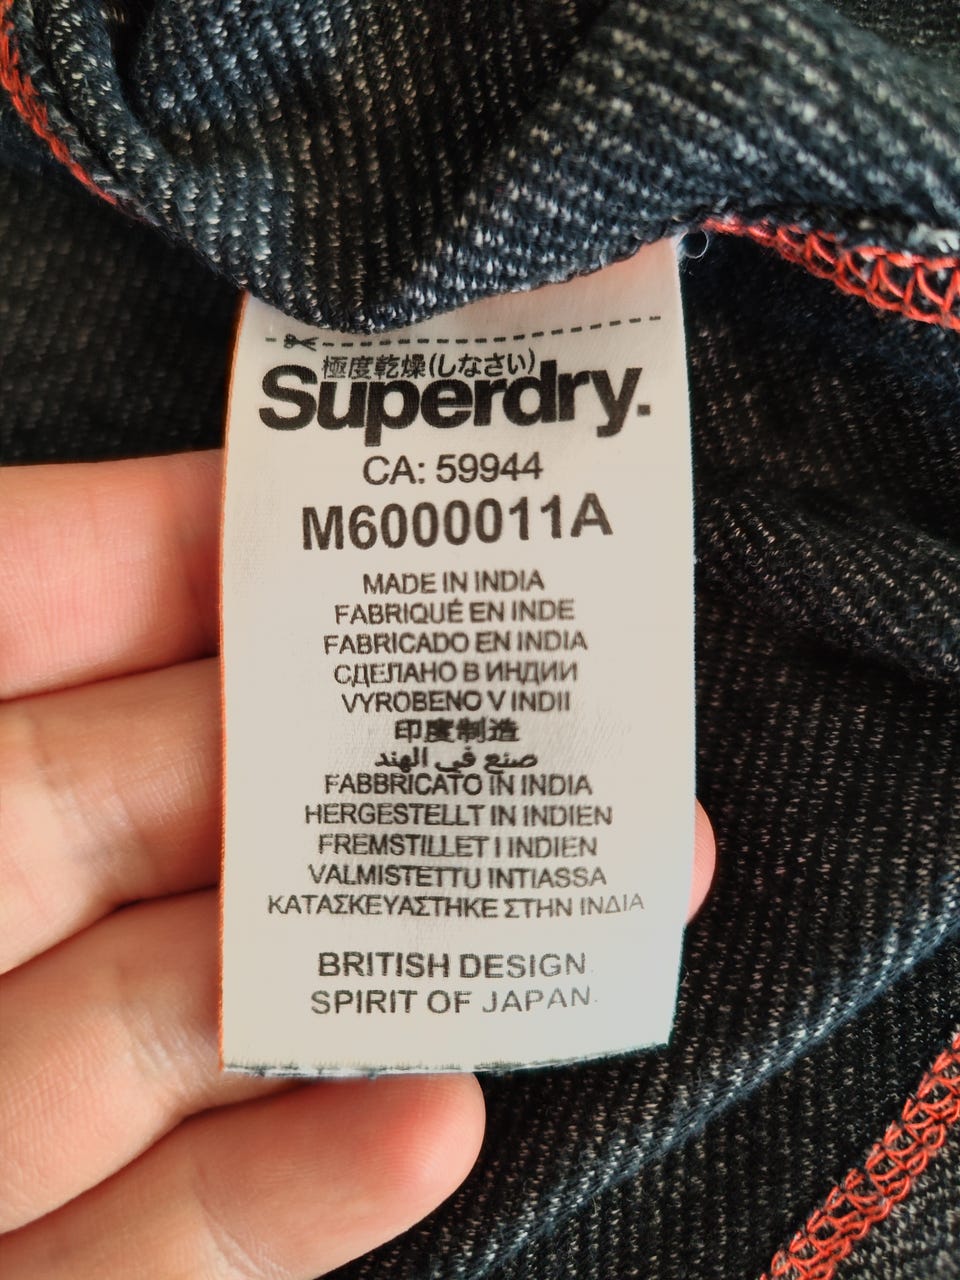 極度乾燥(しなさい)
Superdry.
CA: 59944
M6000011A
MADE IN INDIA
FABRIQUÉ EN INDE
FABRICADO EN INDIA
СДЕЛАНО В ИНДИИ
VYROBENO V INDII
印度制造
صنع في الهند
FABBRICATO IN INDIA
HERGESTELLT IN INDIEN
FREMSTILLET I INDIEN
VALMISTETTU INTIASSA
ΚΑΤΑΣΚΕΥΑΣΤΗΚΕ ΣΤΗΝ ΙΝΔΙΑ
BRITISH DESIGN
SPIRIT OF JAPAN.